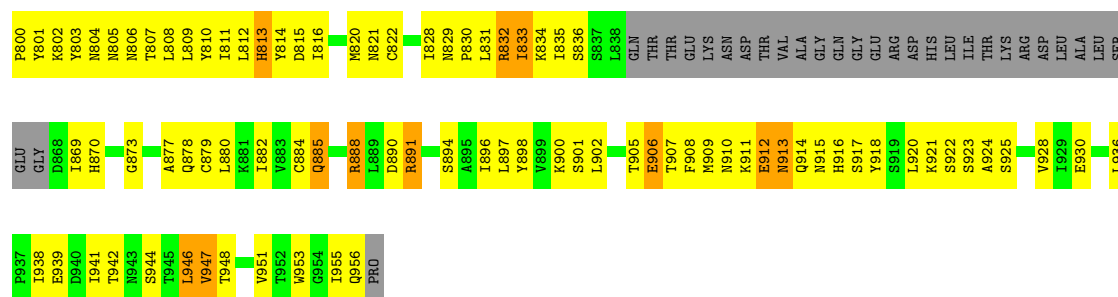 P800 Y801 K802 Y803 N804 N805 N806 T807 L808 L809 Y810 I811 L812 H813 Y814 D815 I816 M820 N821 C822 I828 N829 P830 L831 R832 I833 K834 I835 S836 S837 L838 GLN THR THR GLU LYS ASN ASP THR VAL ALA GLY GLN GLY GLU ARG ASP HIS LEU ILE THR LYS ARG ASP LEU ALA LEU SER
GLU GLY D868 I869 H870 G873 A877 Q878 C879 L880 K881 I882 V883 C884 Q885 R888 L889 D890 R891 S894 A895 I896 L897 Y898 V899 K900 S901 L902 T905 E906 T907 F908 M909 N910 K911 E912 N913 Q914 N915 H916 S917 Y918 S919 L920 K921 S922 S923 A924 S925 V928 I929 E930 L936
P937 I938 E939 D940 I941 T942 N943 S944 T945 L946 V947 T948 V951 T952 W953 G954 I955 Q956 PRO